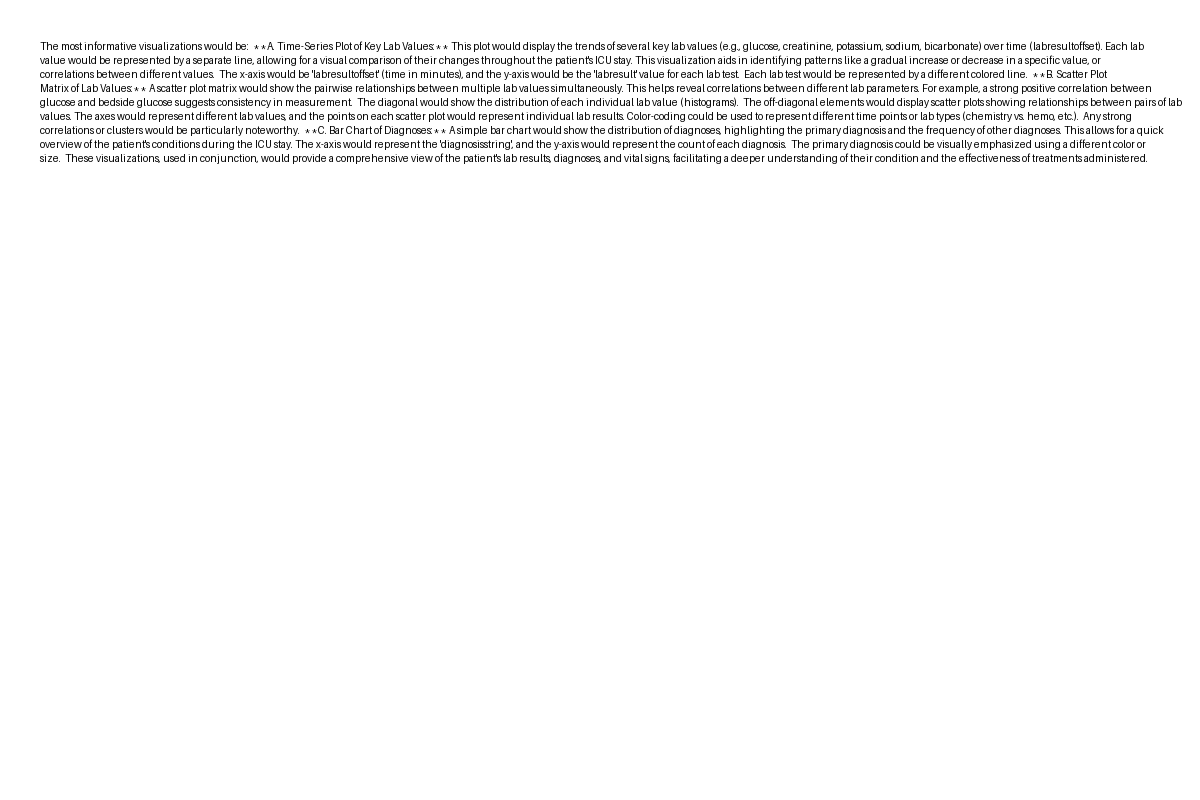 The most informative visualizations would be:  **A. Time-Series Plot of Key Lab Values:** This plot would display the trends of several key lab values (e.g., glucose, creatinine, potassium, sodium, bicarbonate) over time (labresultoffset). Each lab
value would be represented by a separate line, allowing for a visual comparison of their changes throughout the patient's ICU stay. This visualization aids in identifying patterns like a gradual increase or decrease in a specific value, or
correlations between different values.  The x-axis would be 'labresultoffset' (time in minutes), and the y-axis would be the 'labresult' value for each lab test.  Each lab test would be represented by a different colored line.  **B. Scatter Plot
Matrix of Lab Values:** A scatter plot matrix would show the pairwise relationships between multiple lab values simultaneously. This helps reveal correlations between different lab parameters. For example, a strong positive correlation between
glucose and bedside glucose suggests consistency in measurement.  The diagonal would show the distribution of each individual lab value (histograms).  The off-diagonal elements would display scatter plots showing relationships between pairs of lab
values. The axes would represent different lab values, and the points on each scatter plot would represent individual lab results. Color-coding could be used to represent different time points or lab types (chemistry vs. hemo, etc.).  Any strong
correlations or clusters would be particularly noteworthy.  **C. Bar Chart of Diagnoses:** A simple bar chart would show the distribution of diagnoses, highlighting the primary diagnosis and the frequency of other diagnoses. This allows for a quick
overview of the patient's conditions during the ICU stay. The x-axis would represent the 'diagnosisstring', and the y-axis would represent the count of each diagnosis.  The primary diagnosis could be visually emphasized using a different color or
size.  These visualizations, used in conjunction, would provide a comprehensive view of the patient's lab results, diagnoses, and vital signs, facilitating a deeper understanding of their condition and the effectiveness of treatments administered.